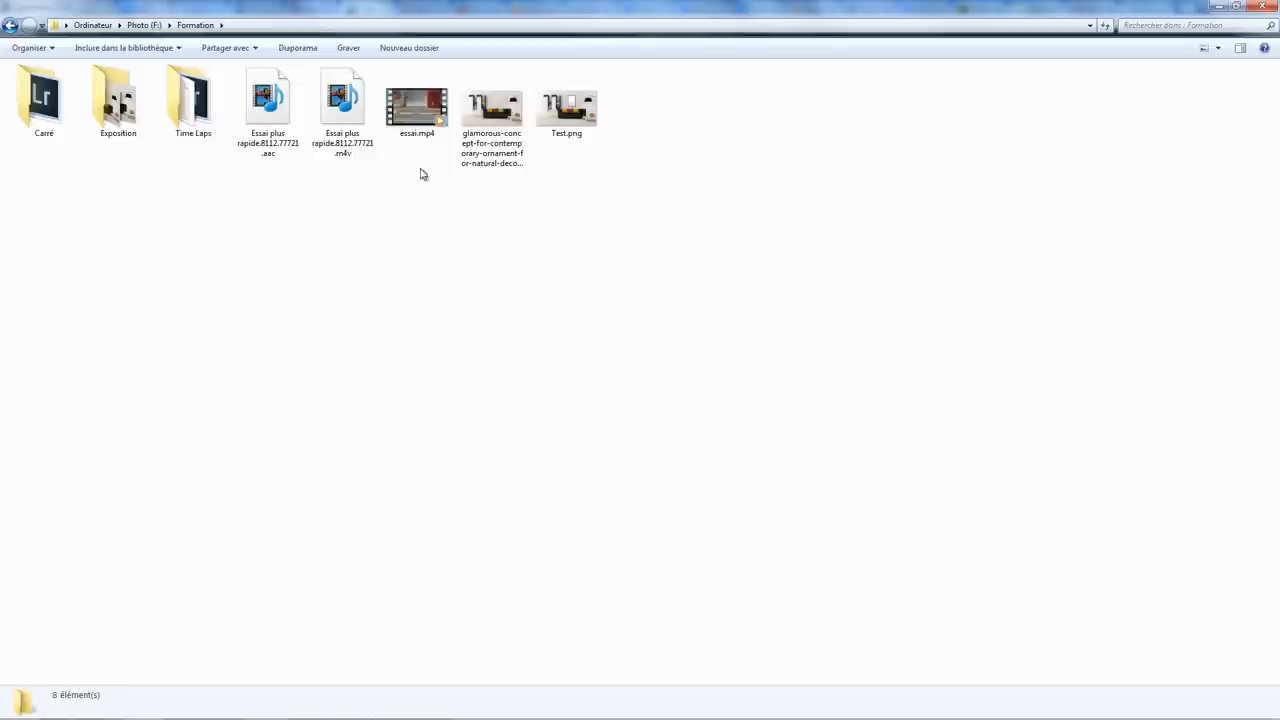 Ordinateur Photo (F:) Formation
Rechercher dans : Formation
Organiser Inclure dans la bibliothèque Partager avec Diaporama Graver Nouveau dossier
Lr
Carré
Exposition
Time Laps
Essai plus
rapide.8112.77721
.aac
Essai plus
rapide.8112.77721
.m4v
essai.mp4
glamorous-conc
ept-for-contemp
orary-ornament-f
or-natural-deco...
Test.png
8 élément(s)